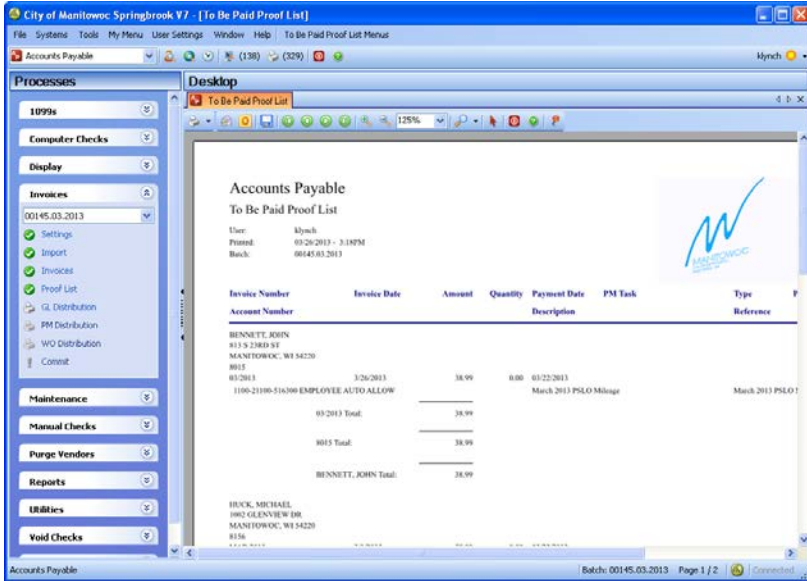 City of Manitowoc Springbrook V7 - [To Be Paid Proof List]
File Systems Tools My Menu User Settings Window Help To Be Paid Proof List Menus
Accounts Payable (138) (329) klynch
Processes
Desktop
To Be Paid Proof List
125%
1099s
Computer Checks
Display
Invoices
00145.03.2013
Settings
Import
Invoices
Proof List
GL Distribution
PM Distribution
WO Distribution
Commit
Maintenance
Manual Checks
Purge Vendors
Reports
Utilities
Void Checks
Accounts Payable
To Be Paid Proof List
User: klynch
Printed: 03/26/2013 - 3:18PM
Batch: 00145.03.2013
MANITOWOC
Invoice Number Invoice Date Amount Quantity Payment Date PM Task Type P
Account Number Description Reference
BENNETT, JOHN
813 S 23RD ST
MANITOWOC, WI 54220
8015
03/2013 3/26/2013 38.99 0.00 03/22/2013
1100-21100-516300 EMPLOYEE AUTO ALLOW March 2013 PSLO Mileage March 2013 PSLO
03/2013 Total: 38.99
8015 Total: 38.99
BENNETT, JOHN Total: 38.99
HUCK, MICHAEL
1002 GLENVIEW DR.
MANITOWOC, WI 54220
8156
Accounts Payable
Batch: 00145.03.2013 Page 1 / 2 Connected